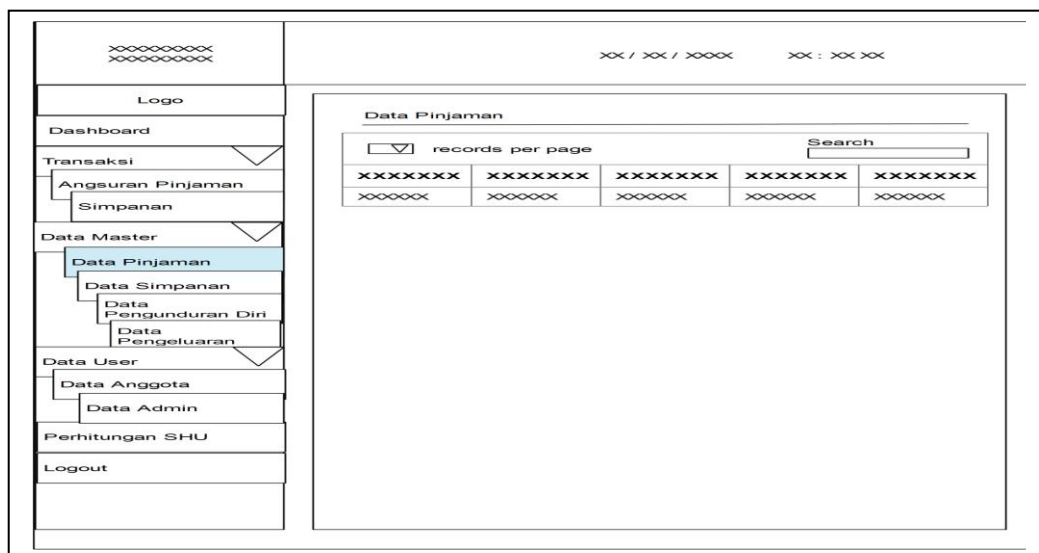 XXXXXXXXXX
XXXXXXXXXX
XX / XX / XXXX XX : XX XX
Logo
Dashboard
Transaksi
Angsuran Pinjaman
Simpanan
Data Master
Data Pinjaman
Data Simpanan
Data
Pengunduran Diri
Data
Pengeluaran
Data User
Data Anggota
Data Admin
Perhitungan SHU
Logout
Data Pinjaman
records per page
Search
XXXXXXX XXXXXXX XXXXXXX XXXXXXX XXXXXXX
XXXXXX XXXXXX XXXXXX XXXXXX XXXXXX